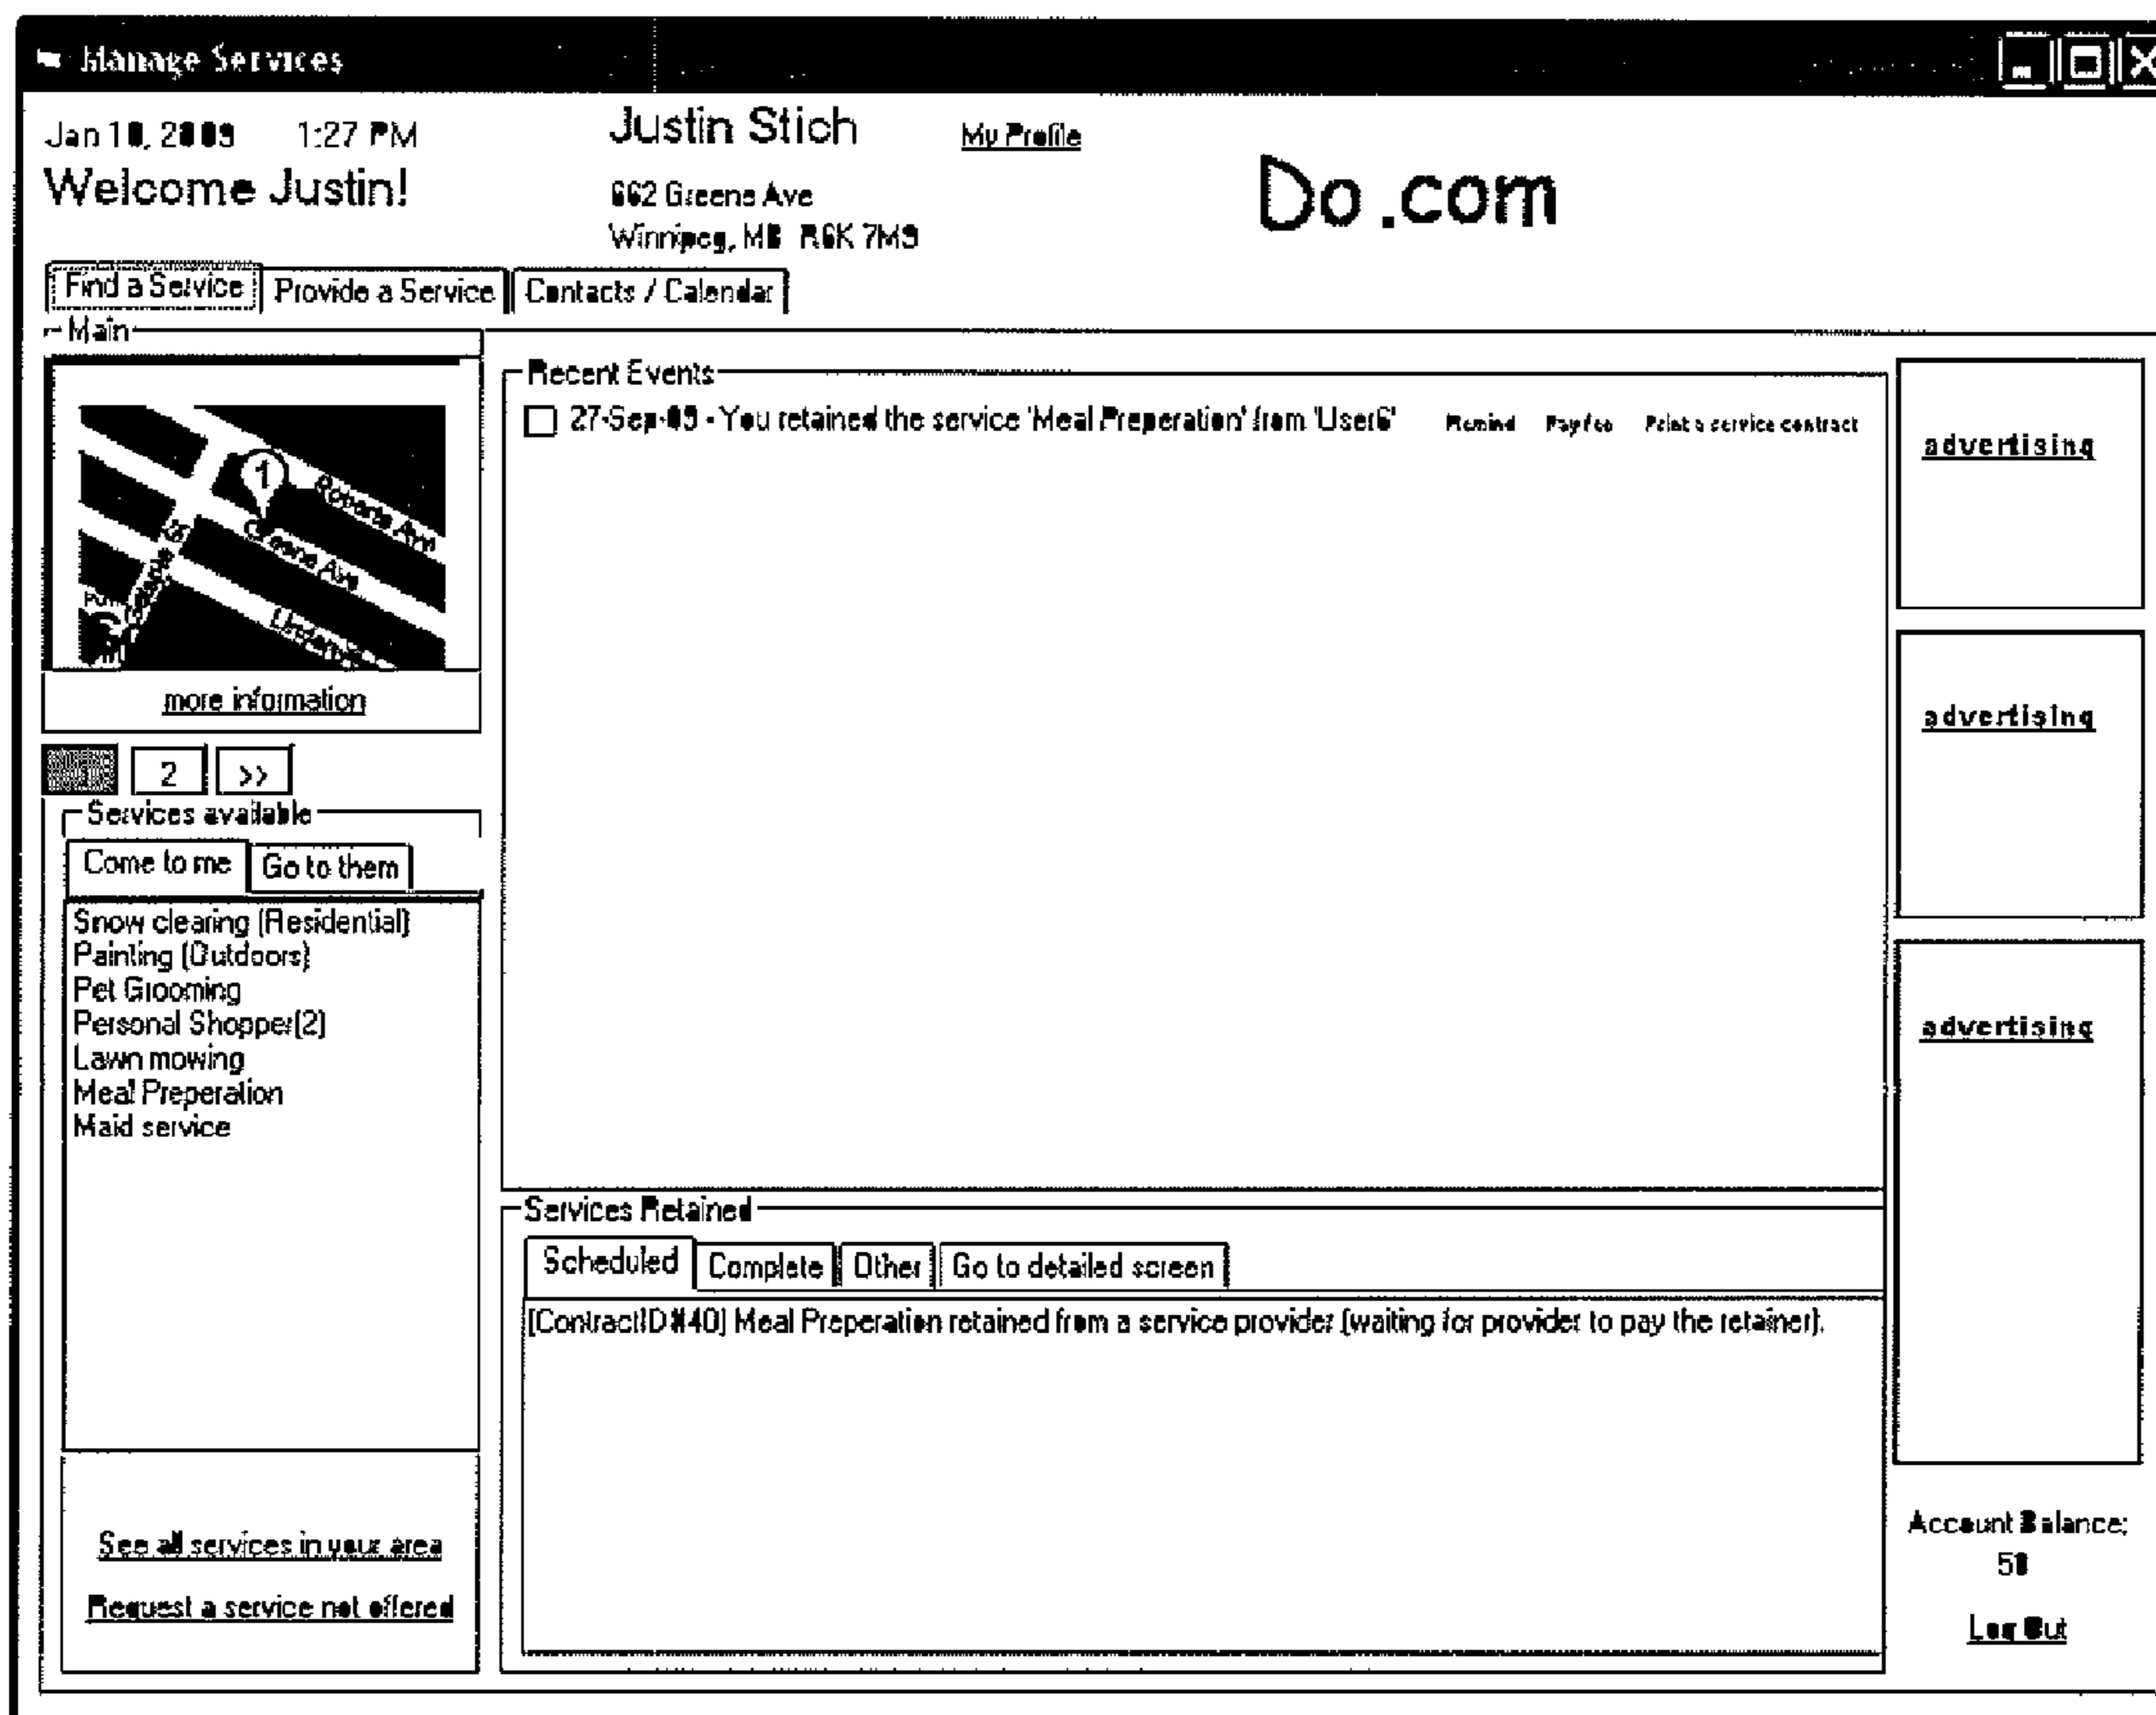 Manage Services
Jan 10, 2009 1:27 PM
Welcome Justin!
Justin Stich My Profile
662 Greene Ave
Winnipeg, MB R6K 7M9
Do.com
Find a Service Provide a Service Contacts / Calendar
Main
1
Roberta Ave
Greene Ave
more information
2 >>
Services available
Come to me Go to them
Snow clearing (Residential)
Painting (Outdoors)
Pet Grooming
Personal Shopper(2)
Lawn mowing
Meal Preperation
Maid service
See all services in your area
Request a service not offered
Recent Events
27-Sep-09 - You retained the service 'Meal Preperation' from 'User6' Remind Pay fee Print a service contract
Services Retained
Scheduled Complete Other Go to detailed screen
[ContractID #40] Meal Preperation retained from a service provider (waiting for provider to pay the retainer).
advertising
advertising
advertising
Account Balance:
50
Log Out